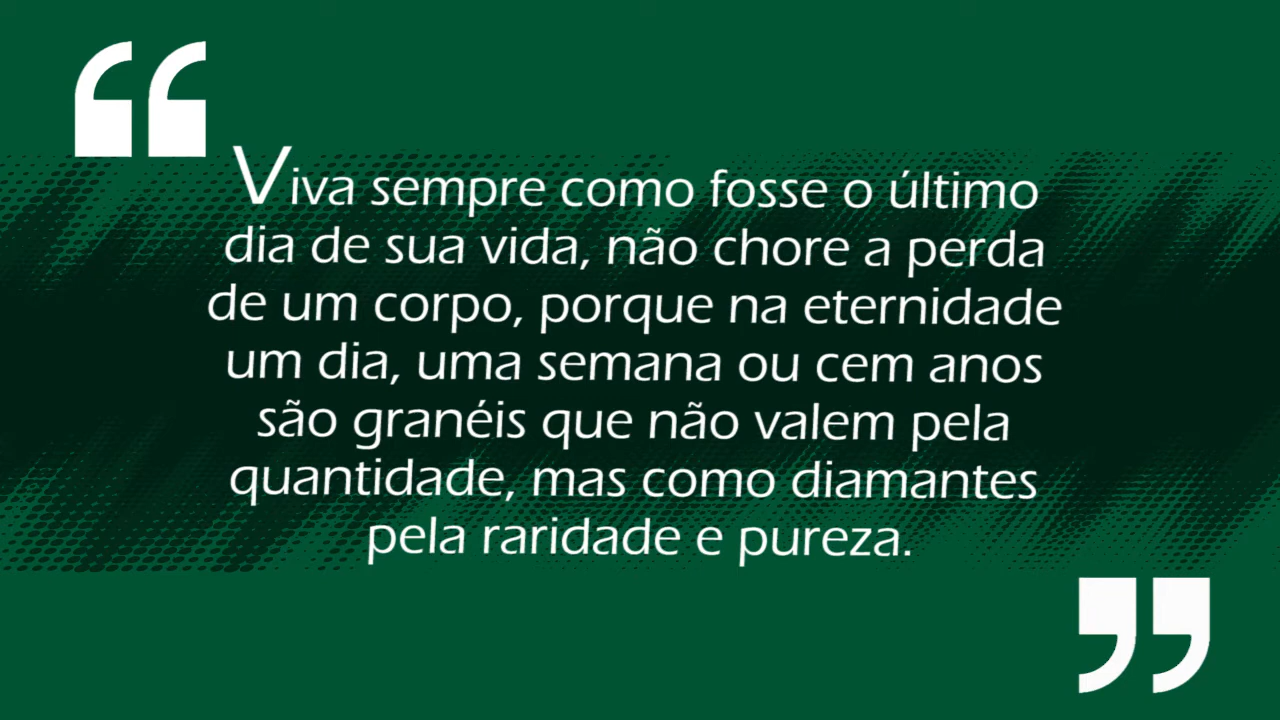 “
Viva sempre como fosse o último
dia de sua vida, não chore a perda
de um corpo, porque na eternidade
um dia, uma semana ou cem anos
são granéis que não valem pela
quantidade, mas como diamantes
pela raridade e pureza.
”